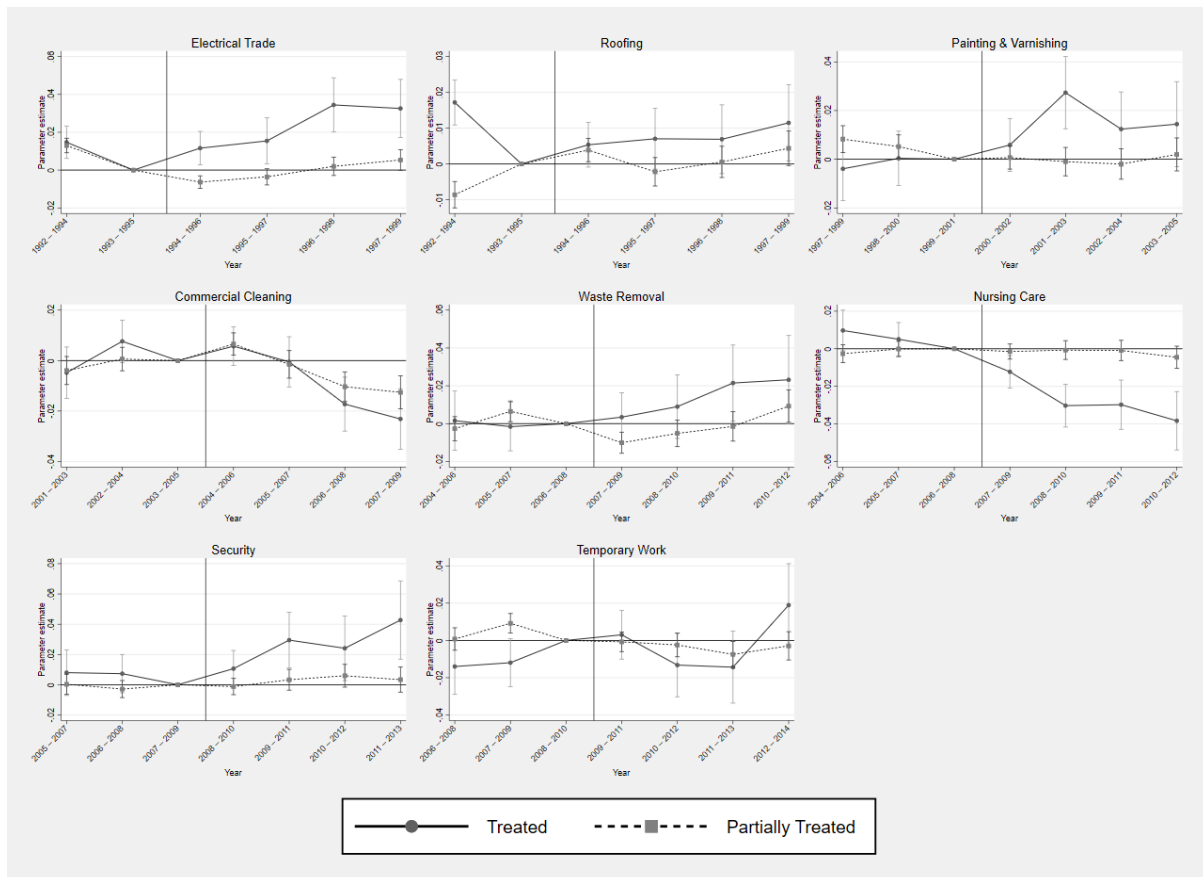 Electrical Trade
Parameter estimate
-.02 0 .02 .04 .06
1992 – 1994 1993 – 1995 1994 – 1996 1995 – 1997 1996 – 1998 1997 – 1999
Year
Roofing
Parameter estimate
-.01 0 .01 .02 .03
1992 – 1994 1993 – 1995 1994 – 1996 1995 – 1997 1996 – 1998 1997 – 1999
Year
Painting & Varnishing
Parameter estimate
-.02 0 .02 .04
1997 – 1999 1998 – 2000 1999 – 2001 2000 – 2002 2001 – 2003 2002 – 2004 2003 – 2005
Year
Commercial Cleaning
Parameter estimate
-.04 -.02 0 .02
2001 – 2003 2002 – 2004 2003 – 2005 2004 – 2006 2005 – 2007 2006 – 2008 2007 – 2009
Year
Waste Removal
Parameter estimate
-.02 0 .02 .04 .06
2004 – 2006 2005 – 2007 2006 – 2008 2007 – 2009 2008 – 2010 2009 – 2011 2010 – 2012
Year
Nursing Care
Parameter estimate
-.06 -.04 -.02 0 .02
2004 – 2006 2005 – 2007 2006 – 2008 2007 – 2009 2008 – 2010 2009 – 2011 2010 – 2012
Year
Security
Parameter estimate
-.02 0 .02 .04 .06 .08
2005 – 2007 2006 – 2008 2007 – 2009 2008 – 2010 2009 – 2011 2010 – 2012 2011 – 2013
Year
Temporary Work
Parameter estimate
-.04 -.02 0 .02 .04
2006 – 2008 2007 – 2009 2008 – 2010 2009 – 2011 2010 – 2012 2011 – 2013 2012 – 2014
Year
Treated
Partially Treated